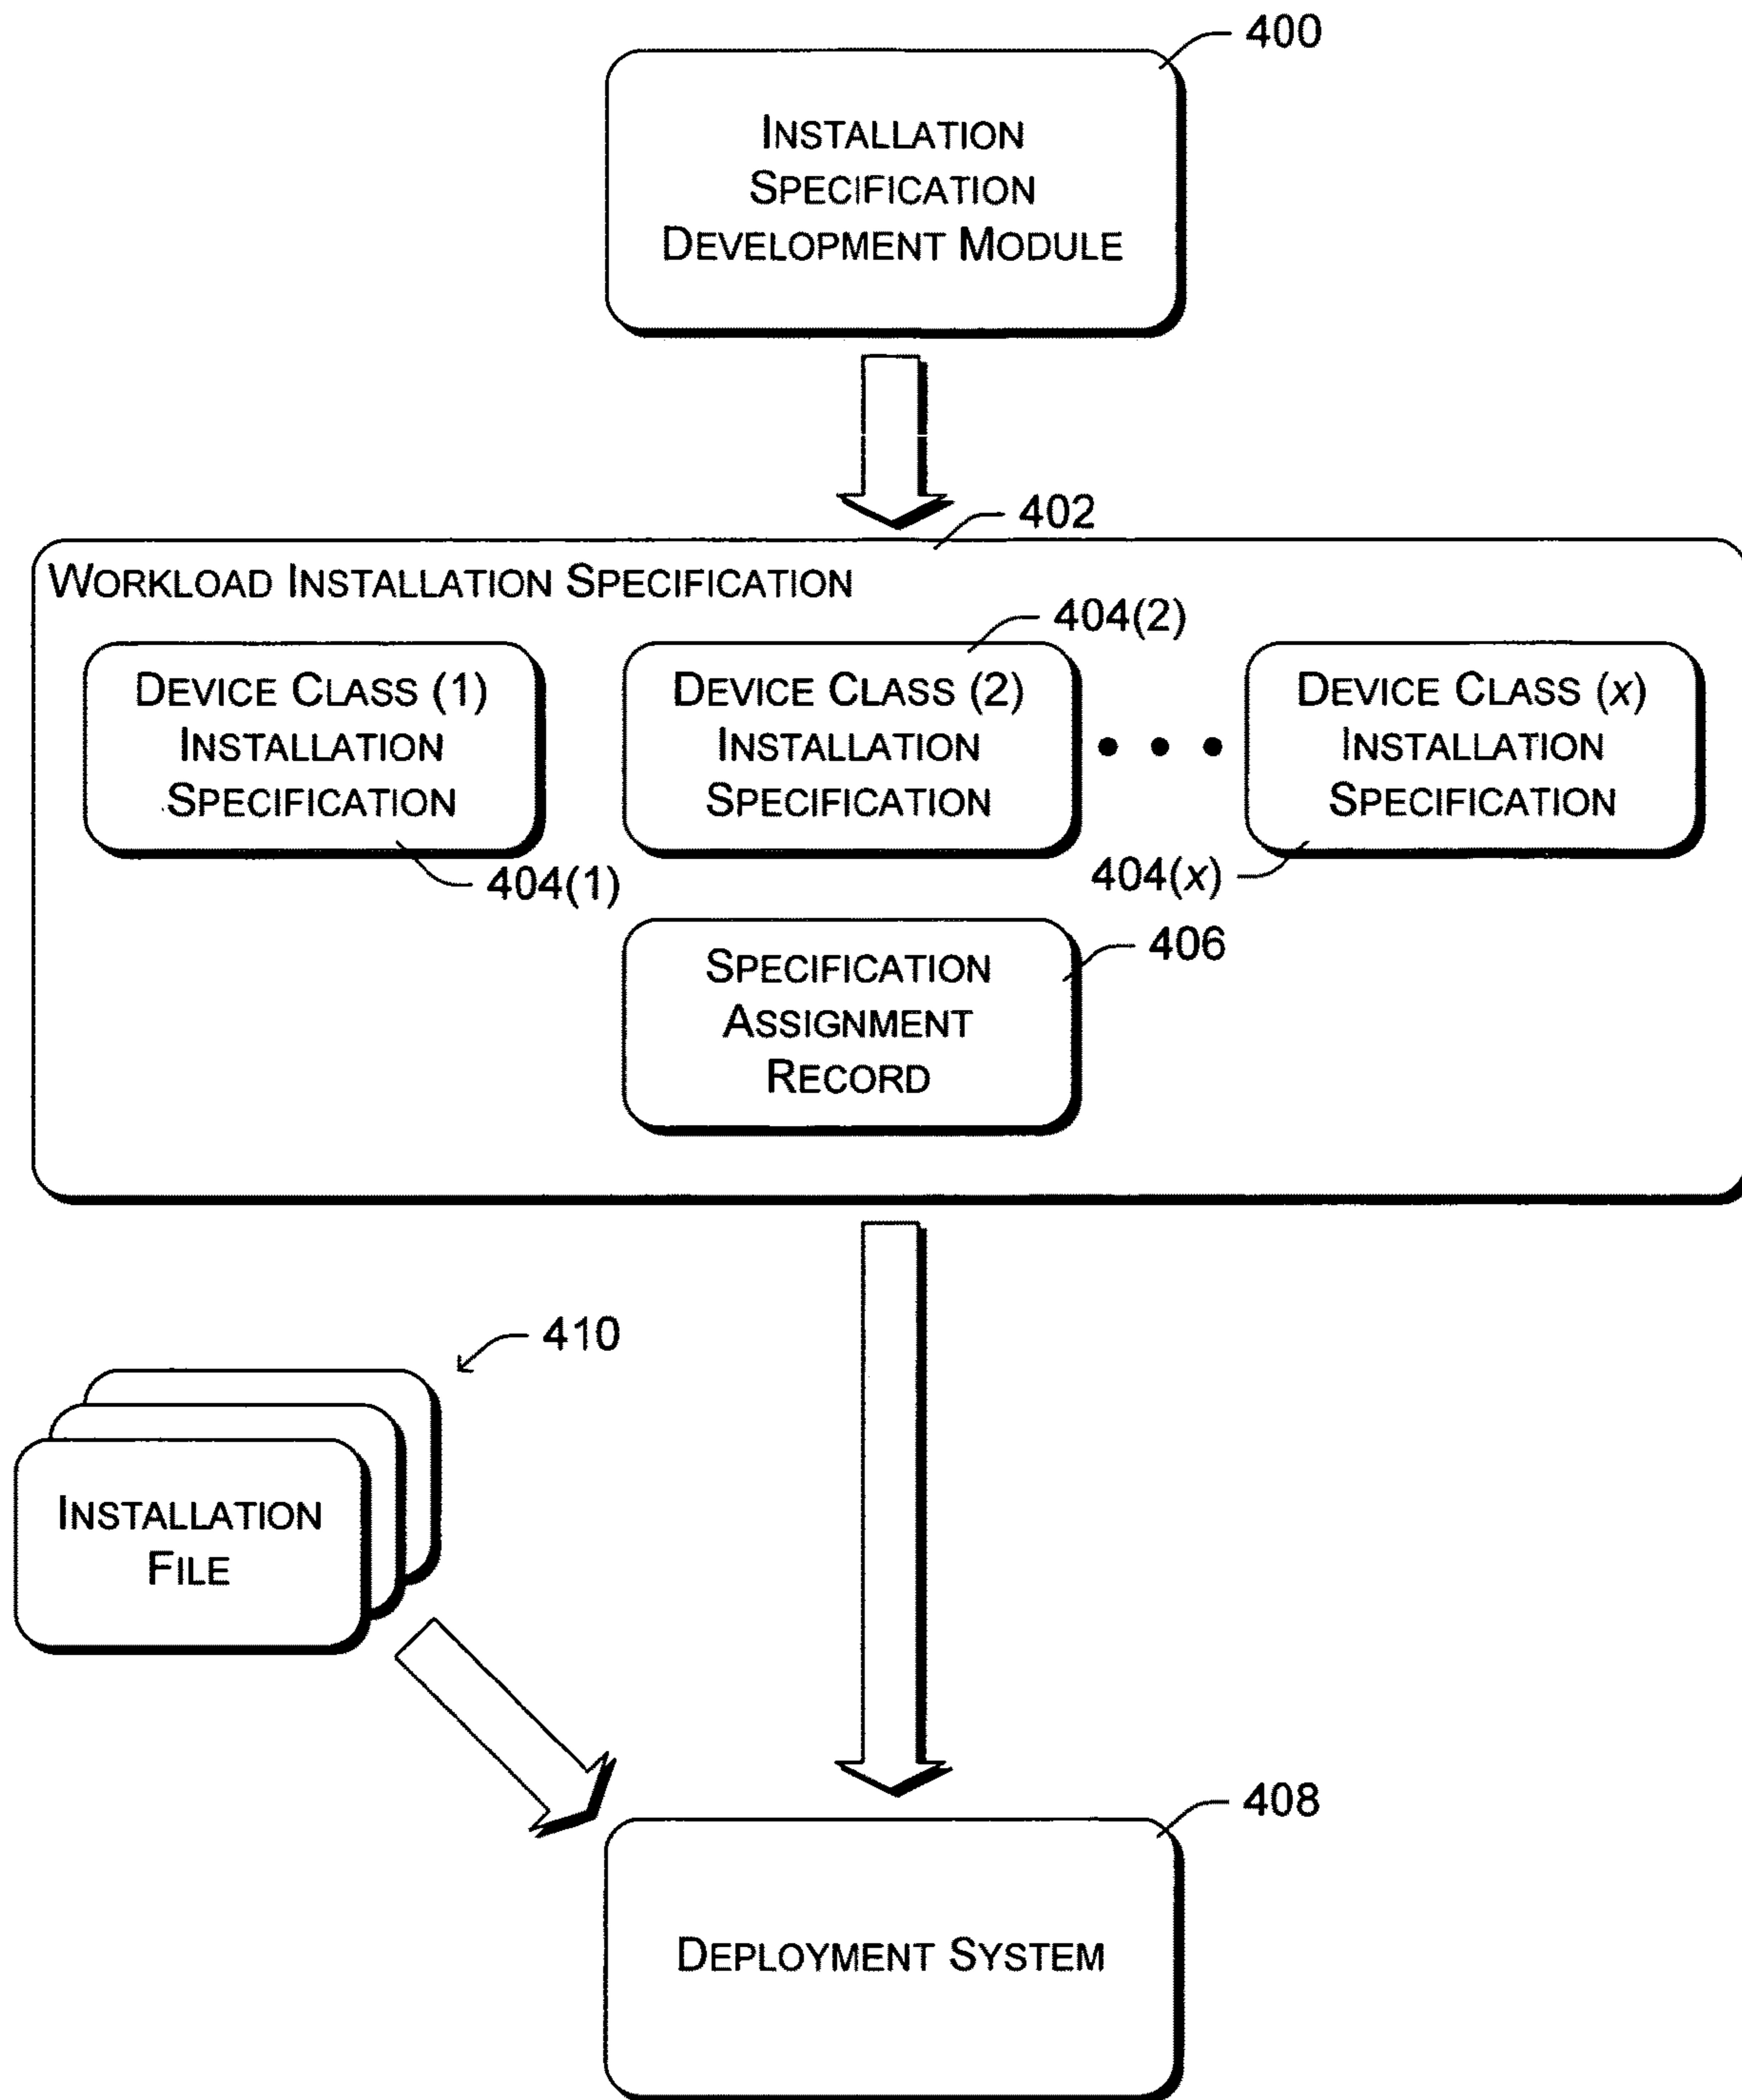 400
INSTALLATION
SPECIFICATION
DEVELOPMENT MODULE
402
WORKLOAD INSTALLATION SPECIFICATION
404(2)
DEVICE CLASS (1)
INSTALLATION
SPECIFICATION
404(1)
DEVICE CLASS (2)
INSTALLATION
SPECIFICATION
• • •
DEVICE CLASS (x)
INSTALLATION
SPECIFICATION
404(x)
SPECIFICATION
ASSIGNMENT
RECORD
406
410
INSTALLATION
FILE
408
DEPLOYMENT SYSTEM